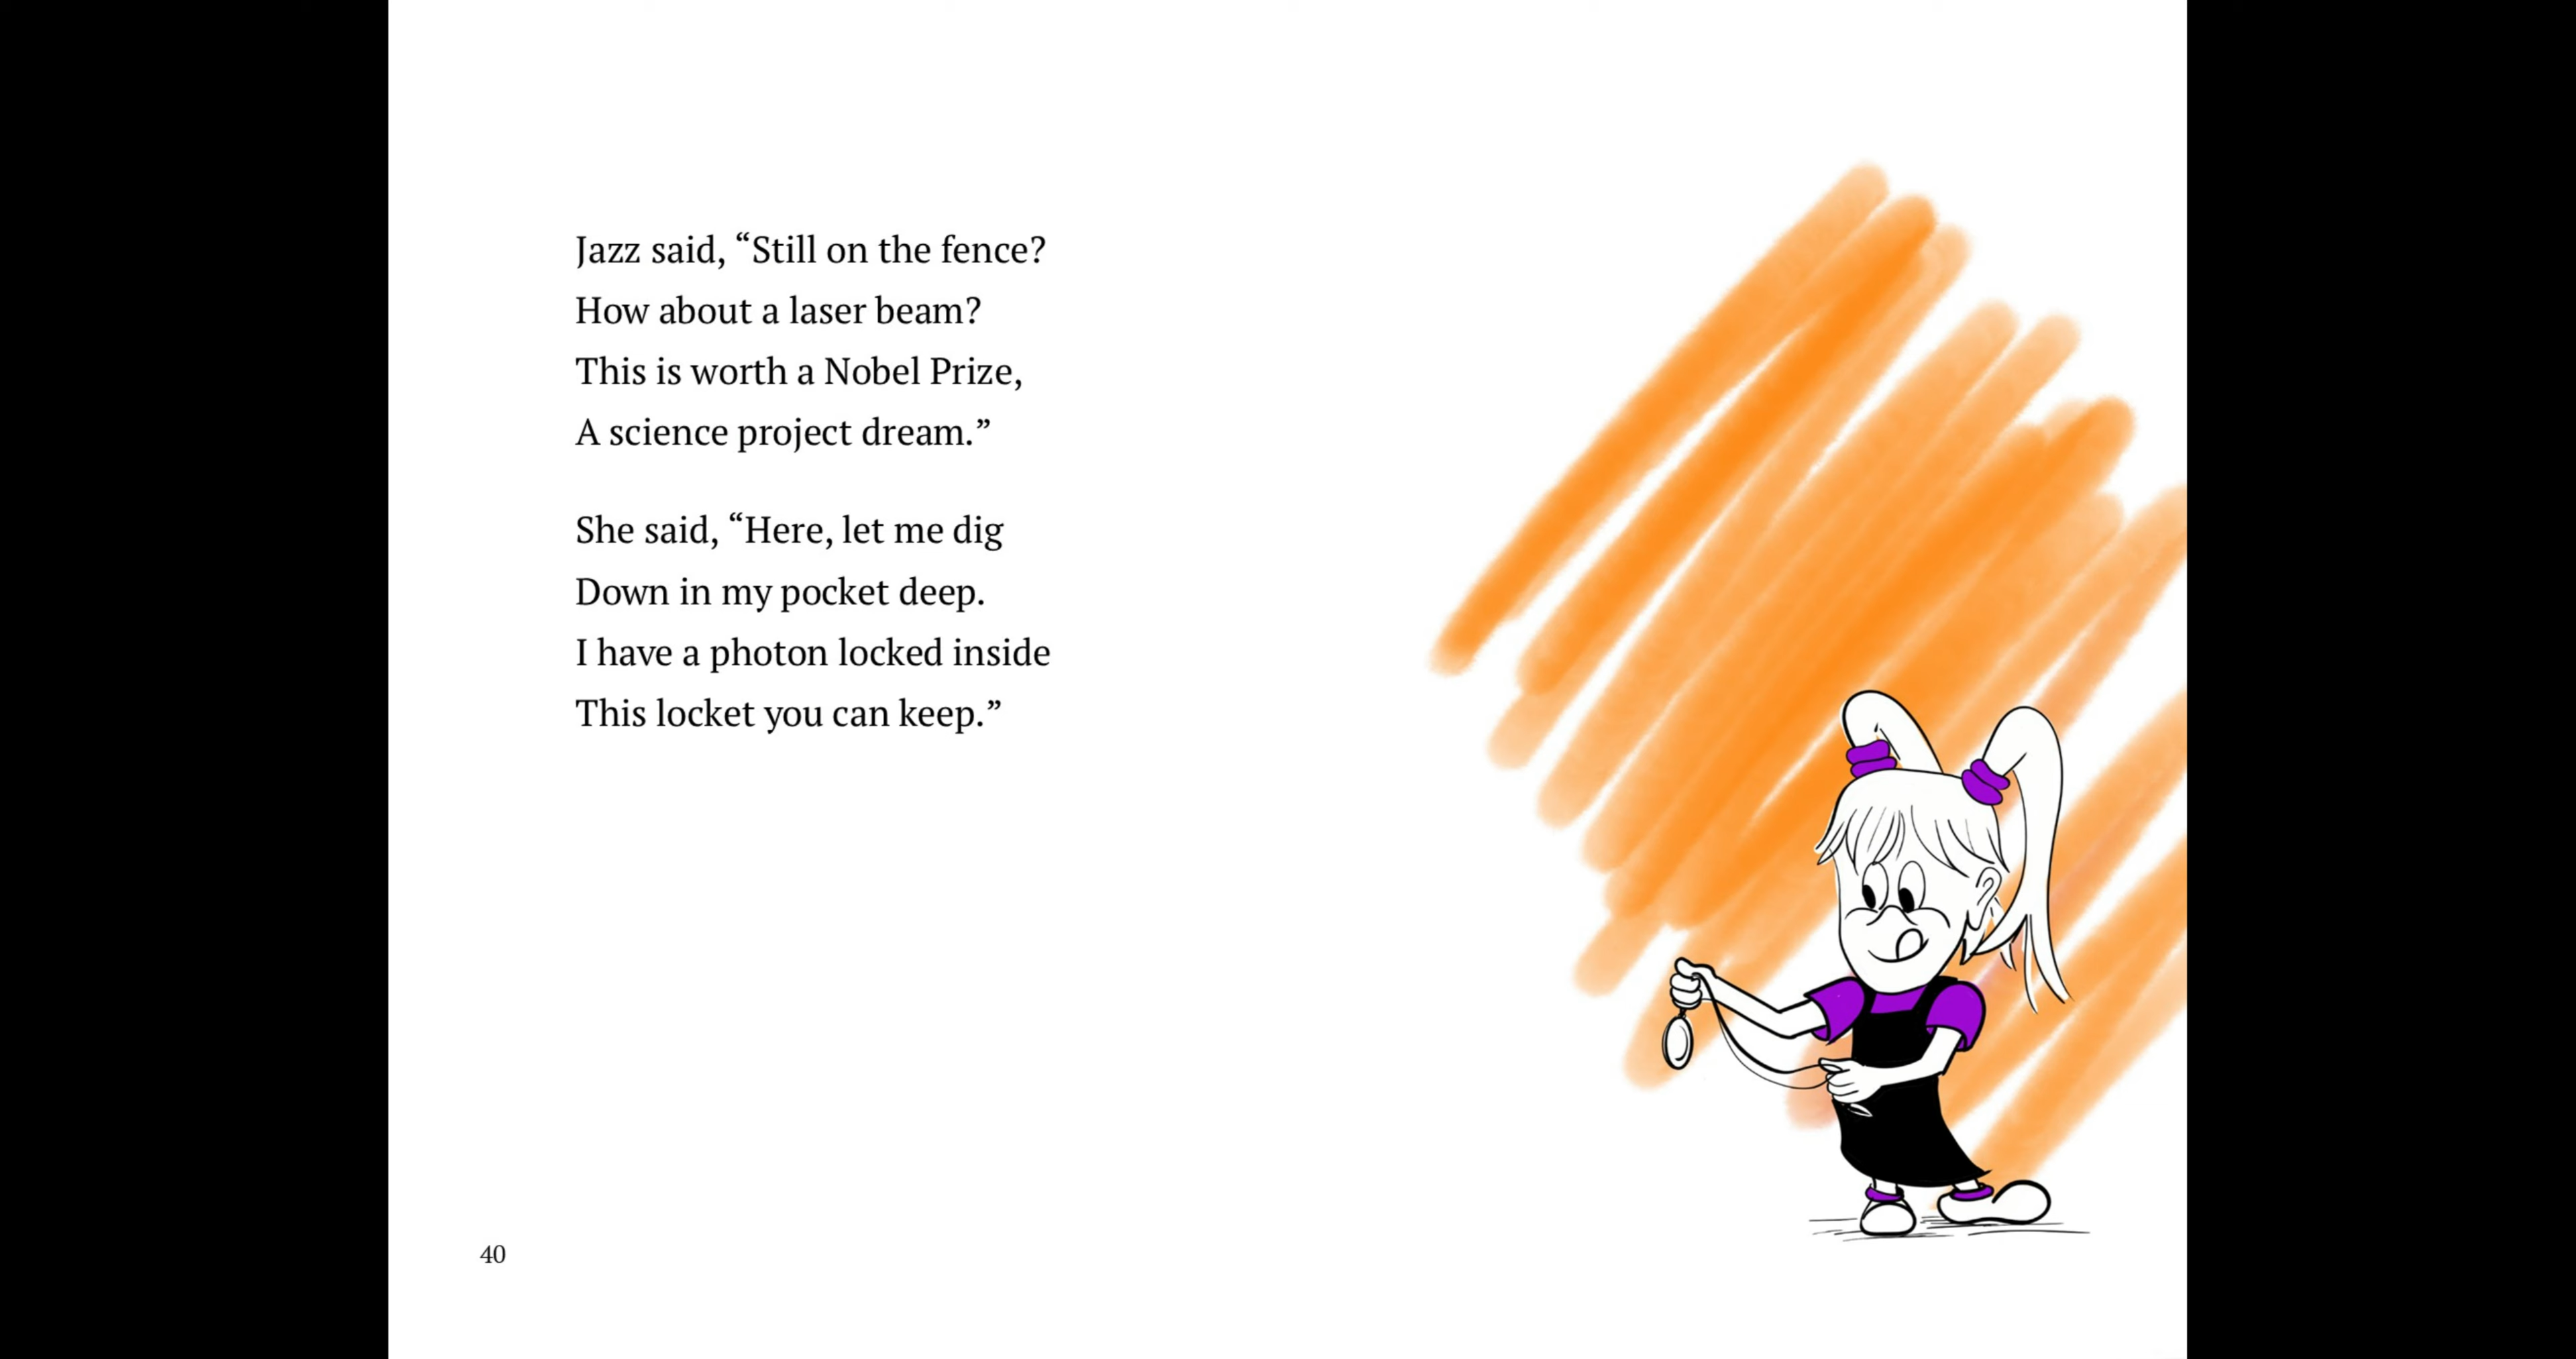 Jazz said, “Still on the fence?
How about a laser beam?
This is worth a Nobel Prize,
A science project dream.”
She said, “Here, let me dig
Down in my pocket deep.
I have a photon locked inside
This locket you can keep.”
40